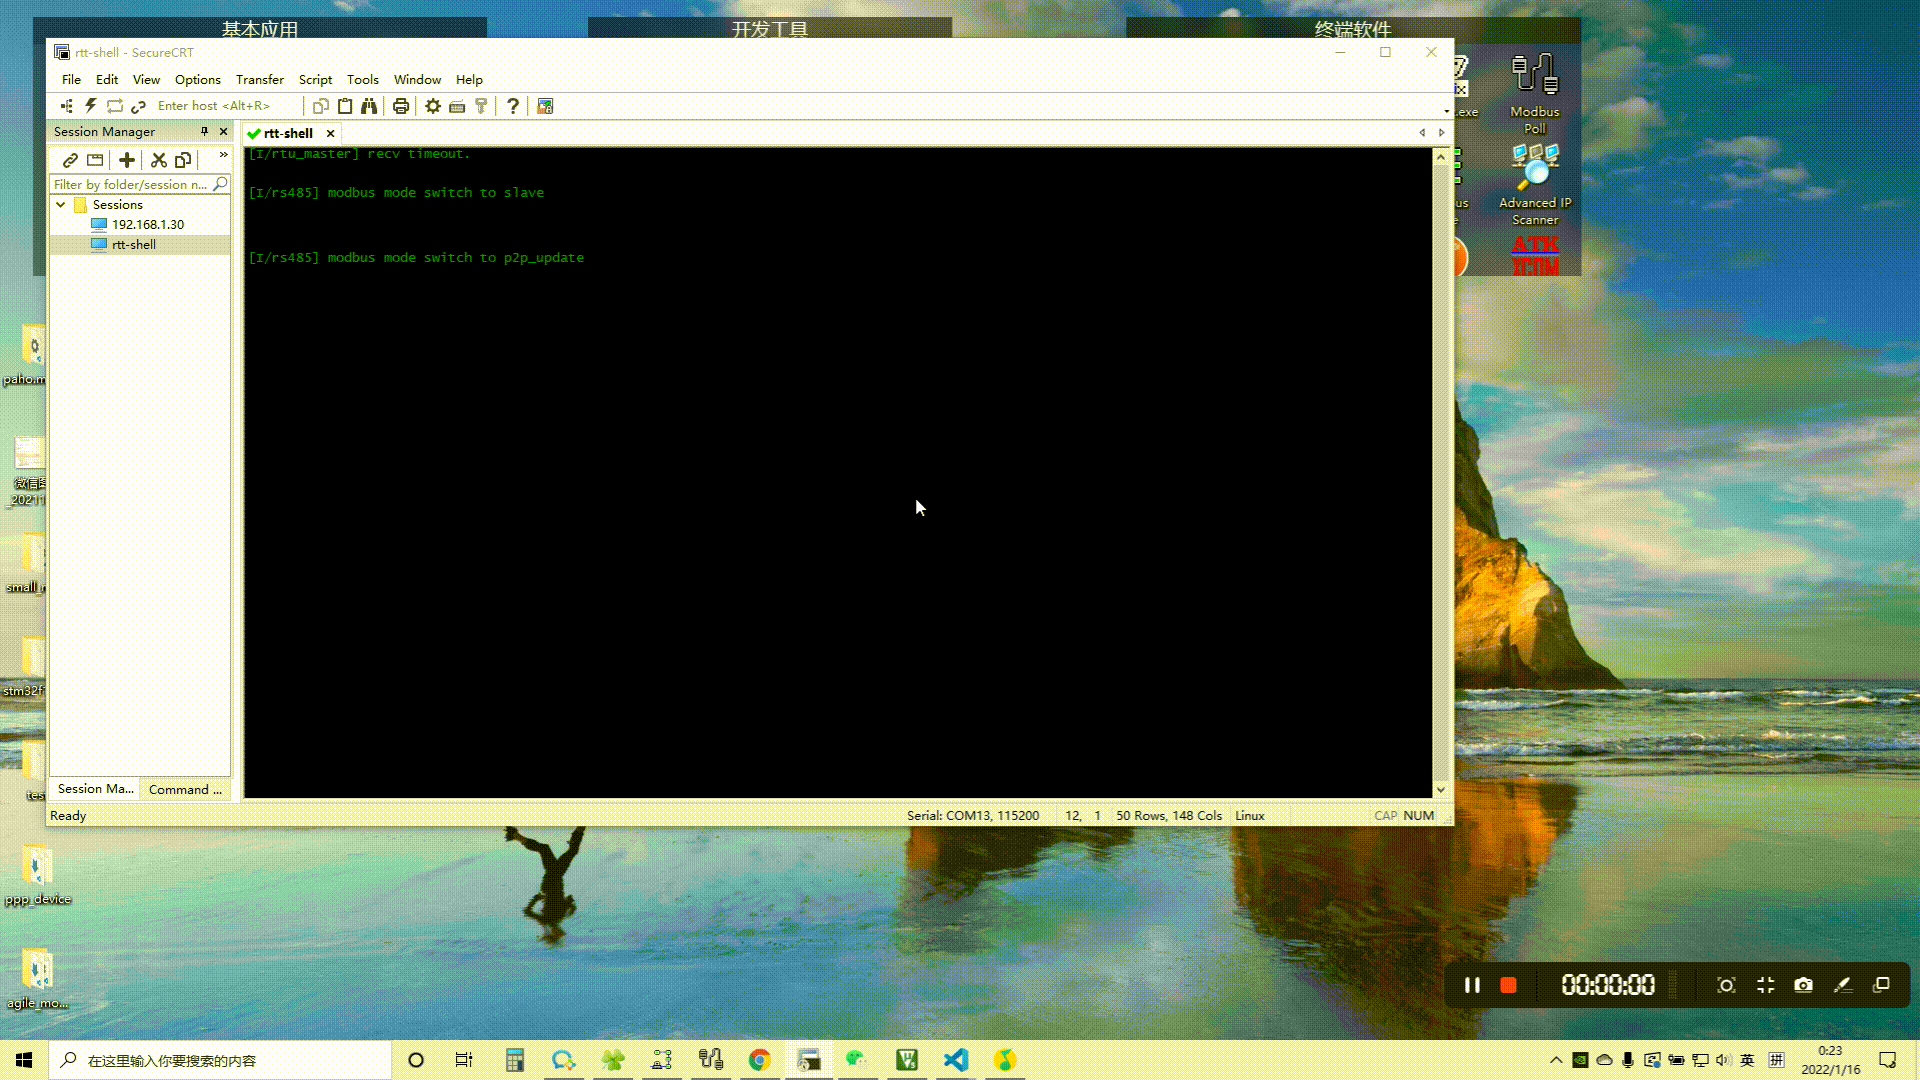 基本应用
开发工具
终端软件
rtt-shell - SecureCRT
File Edit View Options Transfer Script Tools Window Help
Enter host <Alt+R>
Session Manager
rtt-shell
Filter by folder/session n...
Sessions
192.168.1.30
rtt-shell
[I/rtu_master] recv timeout.
[I/rs485] modbus mode switch to slave
[I/rs485] modbus mode switch to p2p_update
Session Ma...
Command ...
Ready
Serial: COM13, 115200
12, 1
50 Rows, 148 Cols
Linux
CAP NUM
.exe
Modbus
Poll
us
Advanced IP
Scanner
ATK
XCOM
paho.m
微信图
_20211
small_r
stm32f
test
ppp_device
agile_mo...
00:00:00
在这里输入你要搜索的内容
英
拼
0:23
2022/1/16